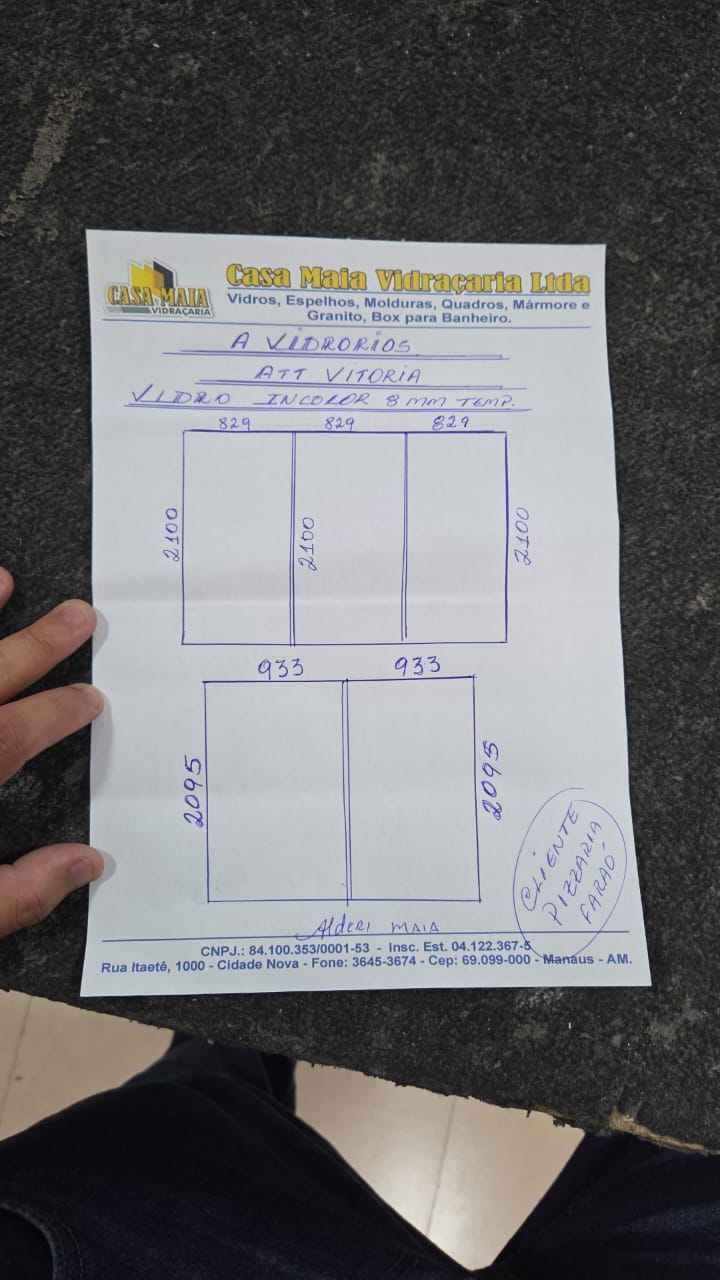 CASA MAIA
VIDRAÇARIA
Casa Maia Vidraçaria Ltda
Vidros, Espelhos, Molduras, Quadros, Mármore e
Granito, Box para Banheiro.
A VIDRORIOS
ATT VITORIA
VIDRO INCOLOR 8 MM TEMP.
829 829 829
2100 2100 2100
933 933
2095 2095
CLIENTE
PIZZARIA
FARAO-
Alderi MAIA
CNPJ.: 84.100.353/0001-53 - Insc. Est. 04.122.367-5
Rua Itaetê, 1000 - Cidade Nova - Fone: 3645-3674 - Cep: 69.099-000 - Manaus - AM.